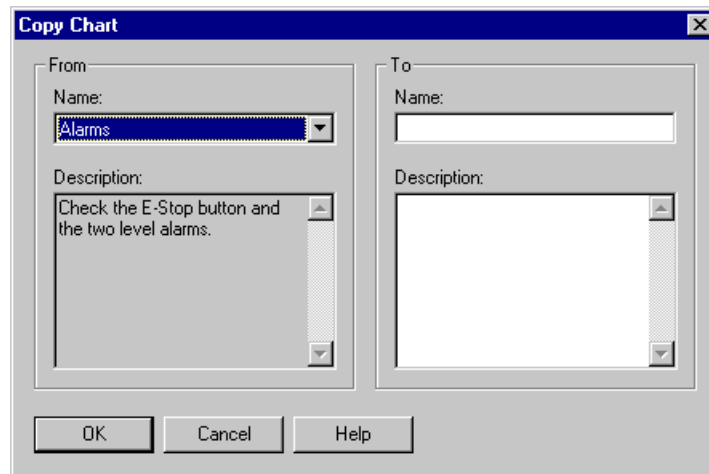 Copy Chart
From
Name:
Alarms
Description:
Check the E-Stop button and
the two level alarms.
To
Name:
Description:
OK
Cancel
Help